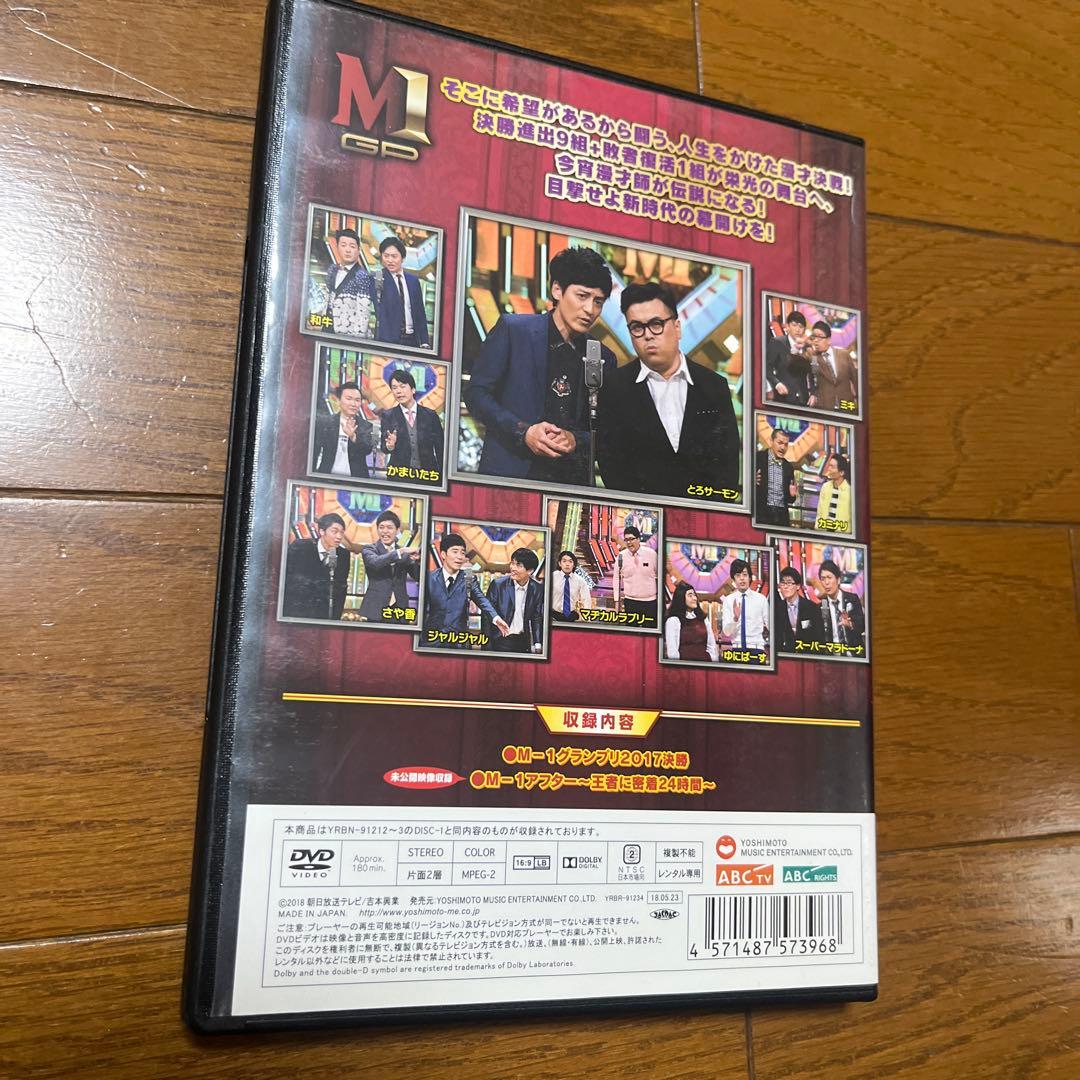 M1
GP
そこに希望があるから闘う、人生をかけた漫才決戦!
決勝進出9組+敗者復活1組が栄光の舞台へ、
今宵漫才師が伝説になる!
目撃せよ新時代の幕開けを!
和牛
かまいたち
とろサーモン
ミキ
カミナリ
さや香
ジャルジャル
マヂカルラブリー
ゆにばーす
スーパーマラドーナ
収録内容
●M-1グランプリ2017決勝
未公開映像収録
●M-1アフター~王者に密着24時間~
本商品はYRBN-91212~3のDISC-1と同内容のものが収録されております。
DVD VIDEO
Approx. 180min.
STEREO
COLOR
片面2層
MPEG-2
16:9 LB
DOLBY DIGITAL
2
NTSC
日本市場向
複製不能
レンタル専用
YOSHIMOTO
MUSIC ENTERTAINMENT CO.,LTD.
ABC TV
ABC RIGHTS
©2018 朝日放送テレビ/吉本興業 発売元:YOSHIMOTO MUSIC ENTERTAINMENT CO.,LTD. YRBR-91234 18.05.23
MADE IN JAPAN. http://www.yoshimoto-me.co.jp
ご注意:プレーヤーの再生可能地域(リージョンNo.)及びテレビジョン方式が同一でないと再生できません。
DVDビデオは映像と音声を高密度に記録したディスクです。DVD対応プレーヤーでお楽しみ下さい。
このディスクを権利者に無断で、複製(異なるテレビジョン方式を含む。)放送、(無線・有線)、公開上映、許諾された
レンタル以外などに使用することは法律で禁止されています。
Dolby and the double-D symbol are registered trademarks of Dolby Laboratories.
4 571487 573968